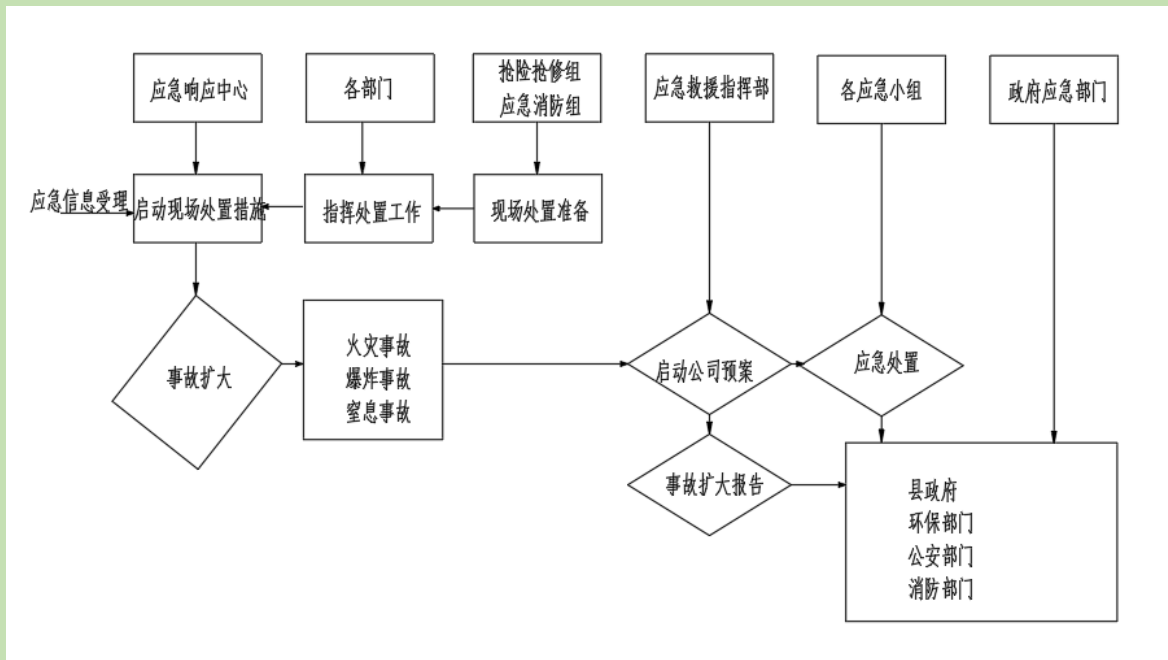 应急响应中心
各部门
抢险抢修组
应急消防组
应急救援指挥部
各应急小组
政府应急部门
应急信息受理
启动现场处置措施
指挥处置工作
现场处置准备
事故扩大
火灾事故
爆炸事故
窒息事故
启动公司预案
应急处置
事故扩大报告
县政府
环保部门
公安部门
消防部门